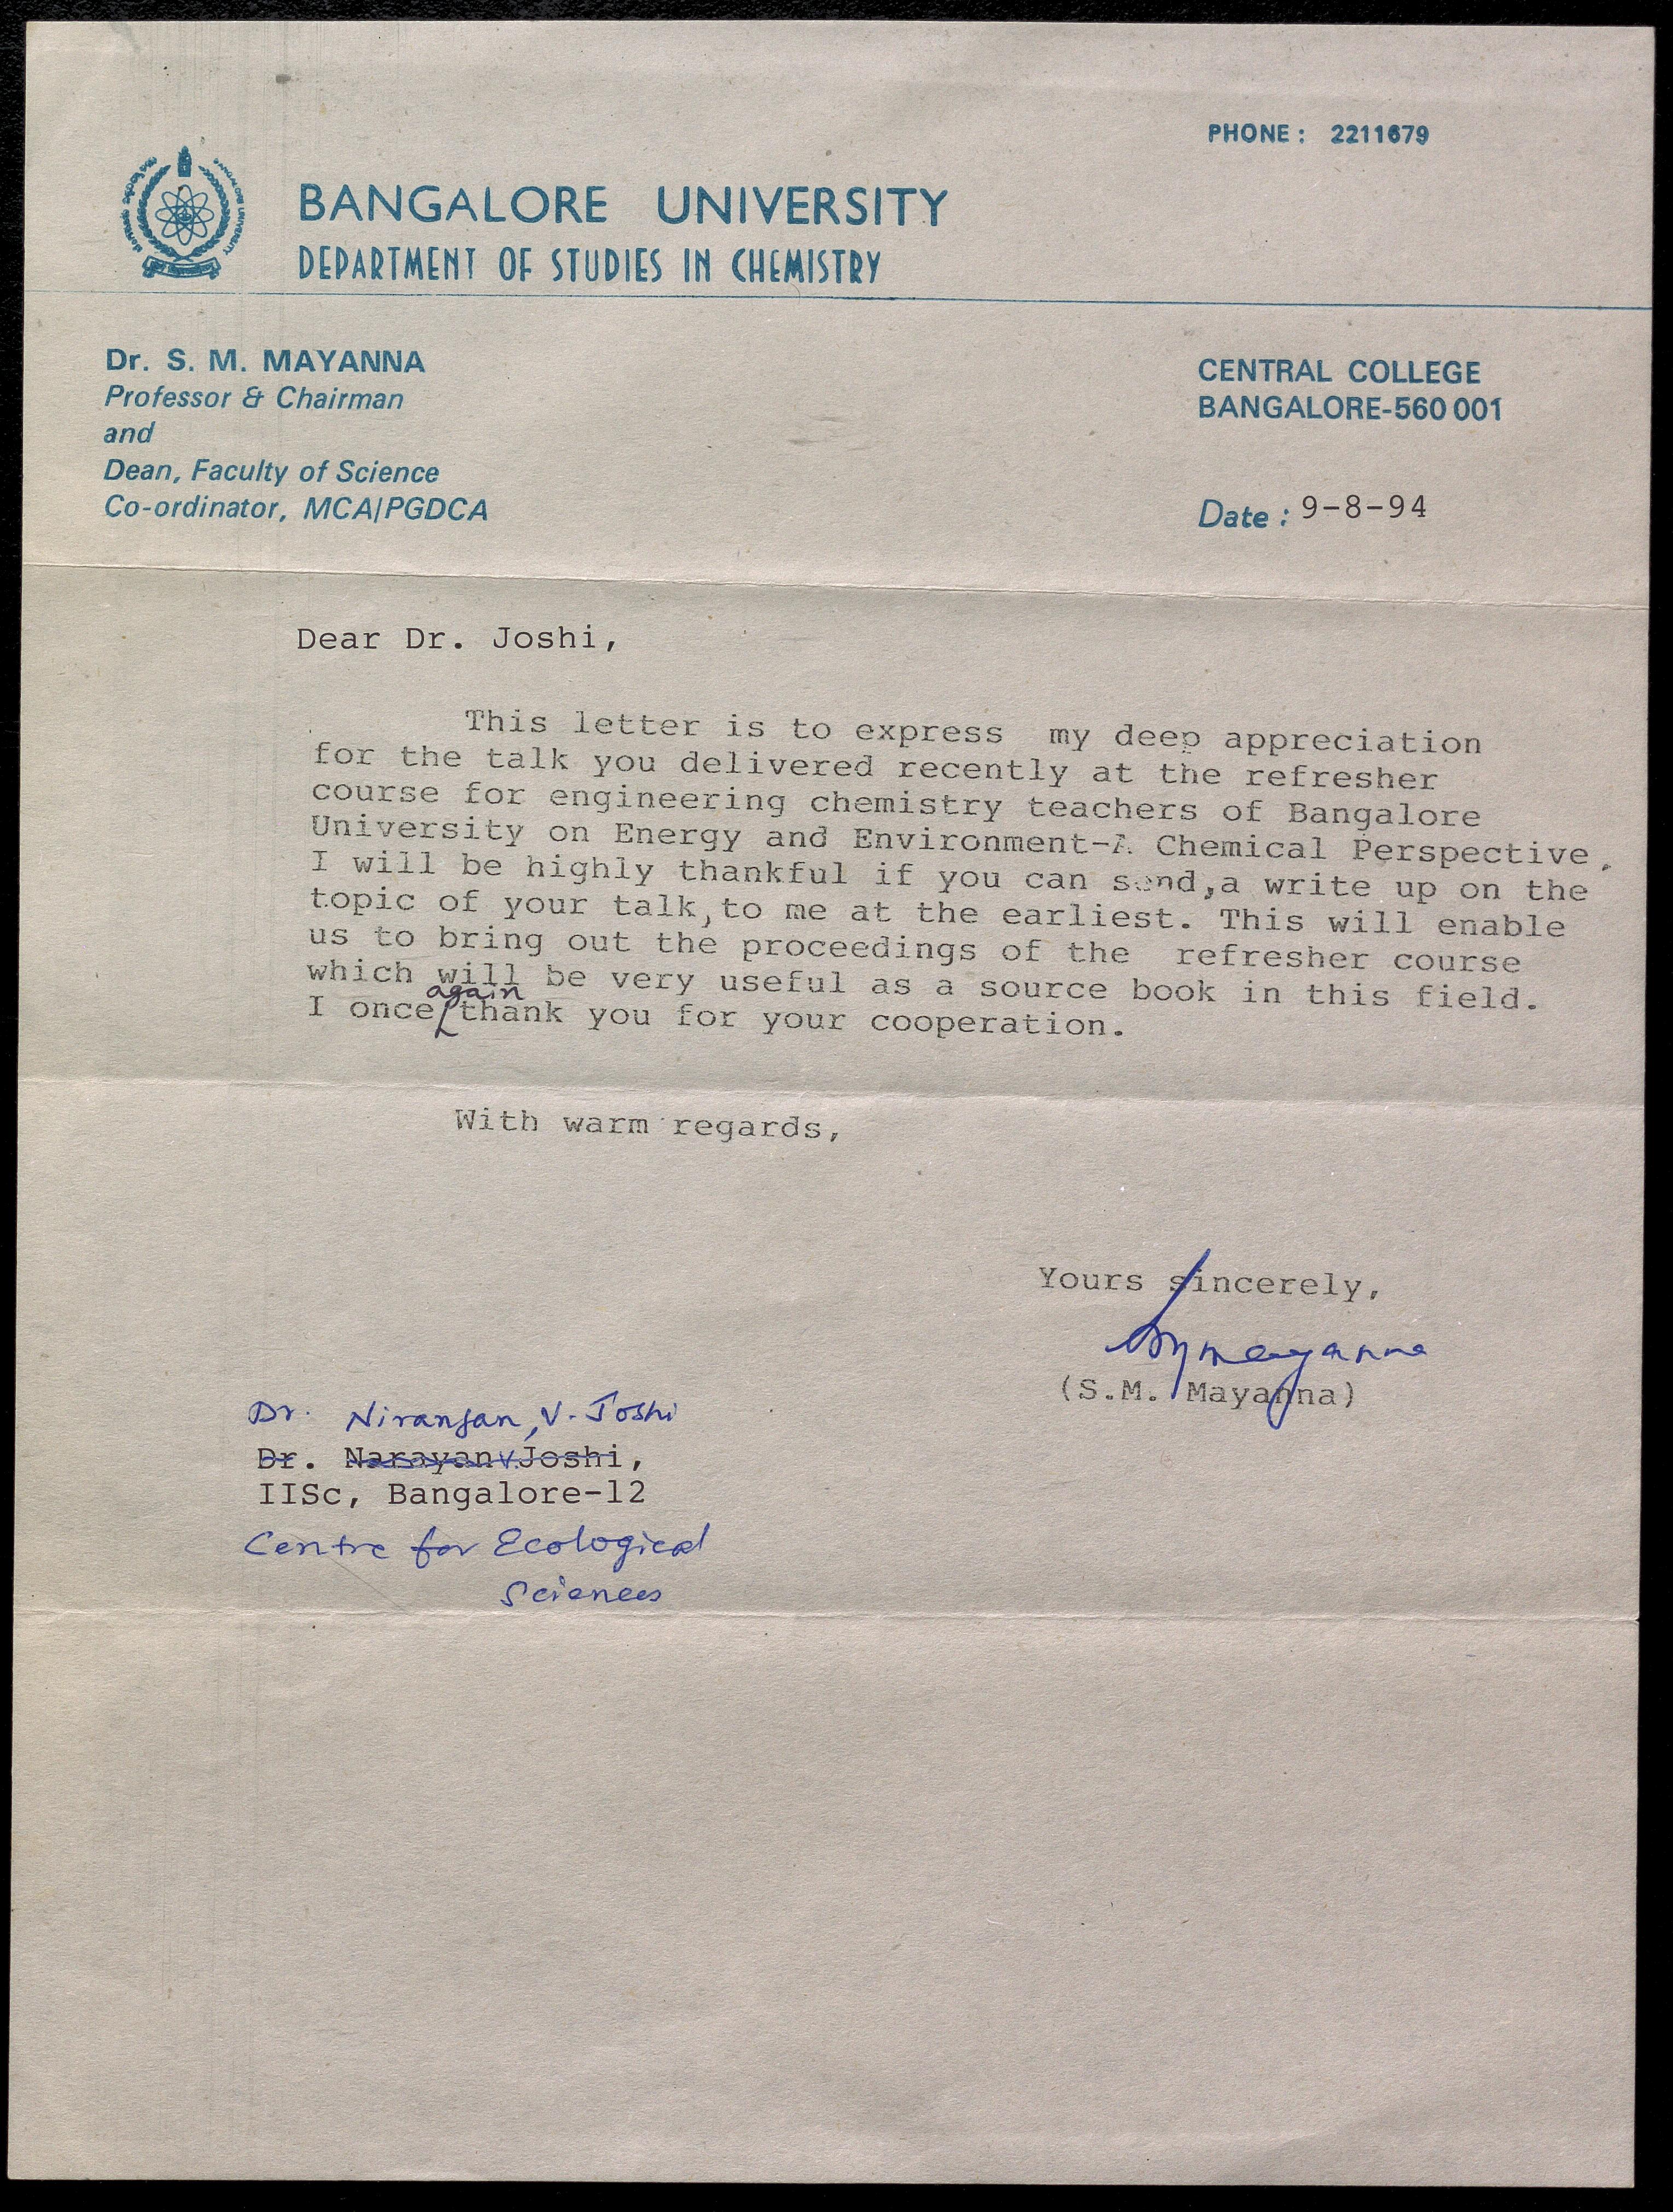 PHONE : 2211679
BANGALORE UNIVERSITY
BANGALORE UNIVERSITY
DEPARTMENT OF STUDIES IN CHEMISTRY
Dr. S. M. MAYANNA
Professor & Chairman
and
Dean, Faculty of Science
Co-ordinator, MCA/PGDCA
CENTRAL COLLEGE
BANGALORE-560 001
Date : 9-8-94
Dear Dr. Joshi,
This letter is to express my deep appreciation
for the talk you delivered recently at the refresher
course for engineering chemistry teachers of Bangalore
University on Energy and Environment-A Chemical Perspective.
I will be highly thankful if you can send,a write up on the
topic of your talk,to me at the earliest. This will enable
us to bring out the proceedings of the refresher course
which will be very useful as a source book in this field.
I once again thank you for your cooperation.
With warm regards,
Yours sincerely,
Smmayanna
(S.M. Mayanna)
Dr. Niranjan, V. Joshi
Dr. Narayan V. Joshi,
IISc, Bangalore-12
Centre for Ecological
Sciences